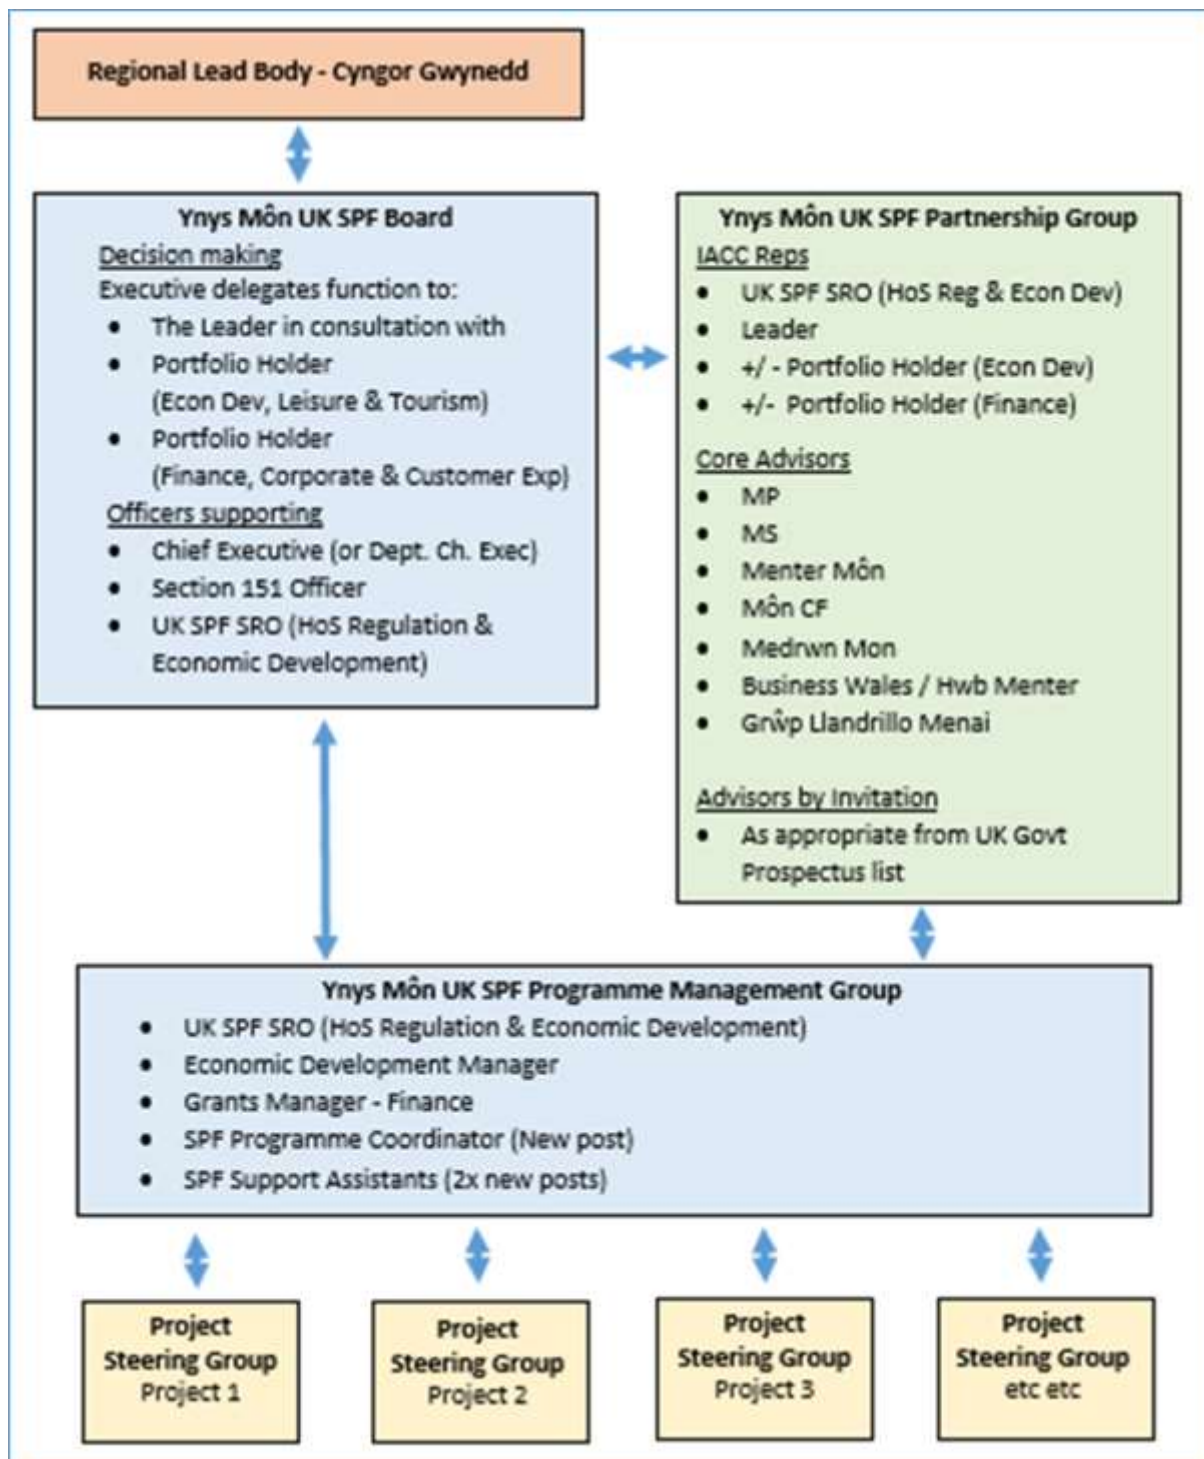 Regional Lead Body - Cyngor Gwynedd
Ynys Môn UK SPF Board
Decision making
Executive delegates function to:
• The Leader in consultation with
• Portfolio Holder
(Econ Dev, Leisure & Tourism)
• Portfolio Holder
(Finance, Corporate & Customer Exp)
Officers supporting
• Chief Executive (or Dept. Ch. Exec)
• Section 151 Officer
• UK SPF SRO (HoS Regulation &
Economic Development)
Ynys Môn UK SPF Partnership Group
IACC Reps
• UK SPF SRO (HoS Reg & Econ Dev)
• Leader
• +/ - Portfolio Holder (Econ Dev)
• +/- Portfolio Holder (Finance)
Core Advisors
• MP
• MS
• Menter Môn
• Môn CF
• Medrwn Mon
• Business Wales / Hwb Menter
• Grŵp Llandrillo Menai
Advisors by Invitation
• As appropriate from UK Govt
Prospectus list
Ynys Môn UK SPF Programme Management Group
• UK SPF SRO (HoS Regulation & Economic Development)
• Economic Development Manager
• Grants Manager - Finance
• SPF Programme Coordinator (New post)
• SPF Support Assistants (2x new posts)
Project
Steering Group
Project 1
Project
Steering Group
Project 2
Project
Steering Group
Project 3
Project
Steering Group
etc etc